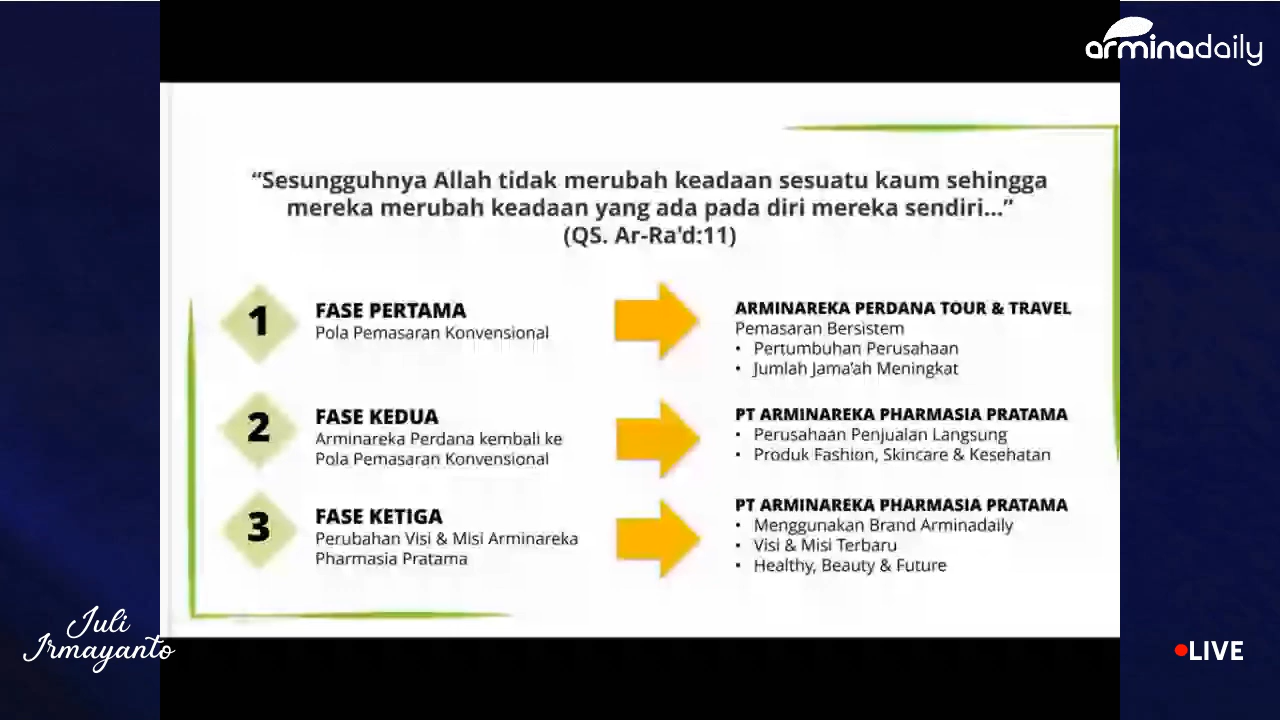 arminadaily
“Sesungguhnya Allah tidak merubah keadaan sesuatu kaum sehingga
mereka merubah keadaan yang ada pada diri mereka sendiri...”
(QS. Ar-Ra'd:11)
1
FASE PERTAMA
Pola Pemasaran Konvensional
ARMINAREKA PERDANA TOUR & TRAVEL
Pemasaran Bersistem
• Pertumbuhan Perusahaan
• Jumlah Jama'ah Meningkat
2
FASE KEDUA
Arminareka Perdana kembali ke
Pola Pemasaran Konvensional
PT ARMINAREKA PHARMASIA PRATAMA
• Perusahaan Penjualan Langsung
• Produk Fashion, Skincare & Kesehatan
3
FASE KETIGA
Perubahan Visi & Misi Arminareka
Pharmasia Pratama
PT ARMINAREKA PHARMASIA PRATAMA
• Menggunakan Brand Arminadaily
• Visi & Misi Terbaru
• Healthy, Beauty & Future
Juli
Irmayanto
LIVE